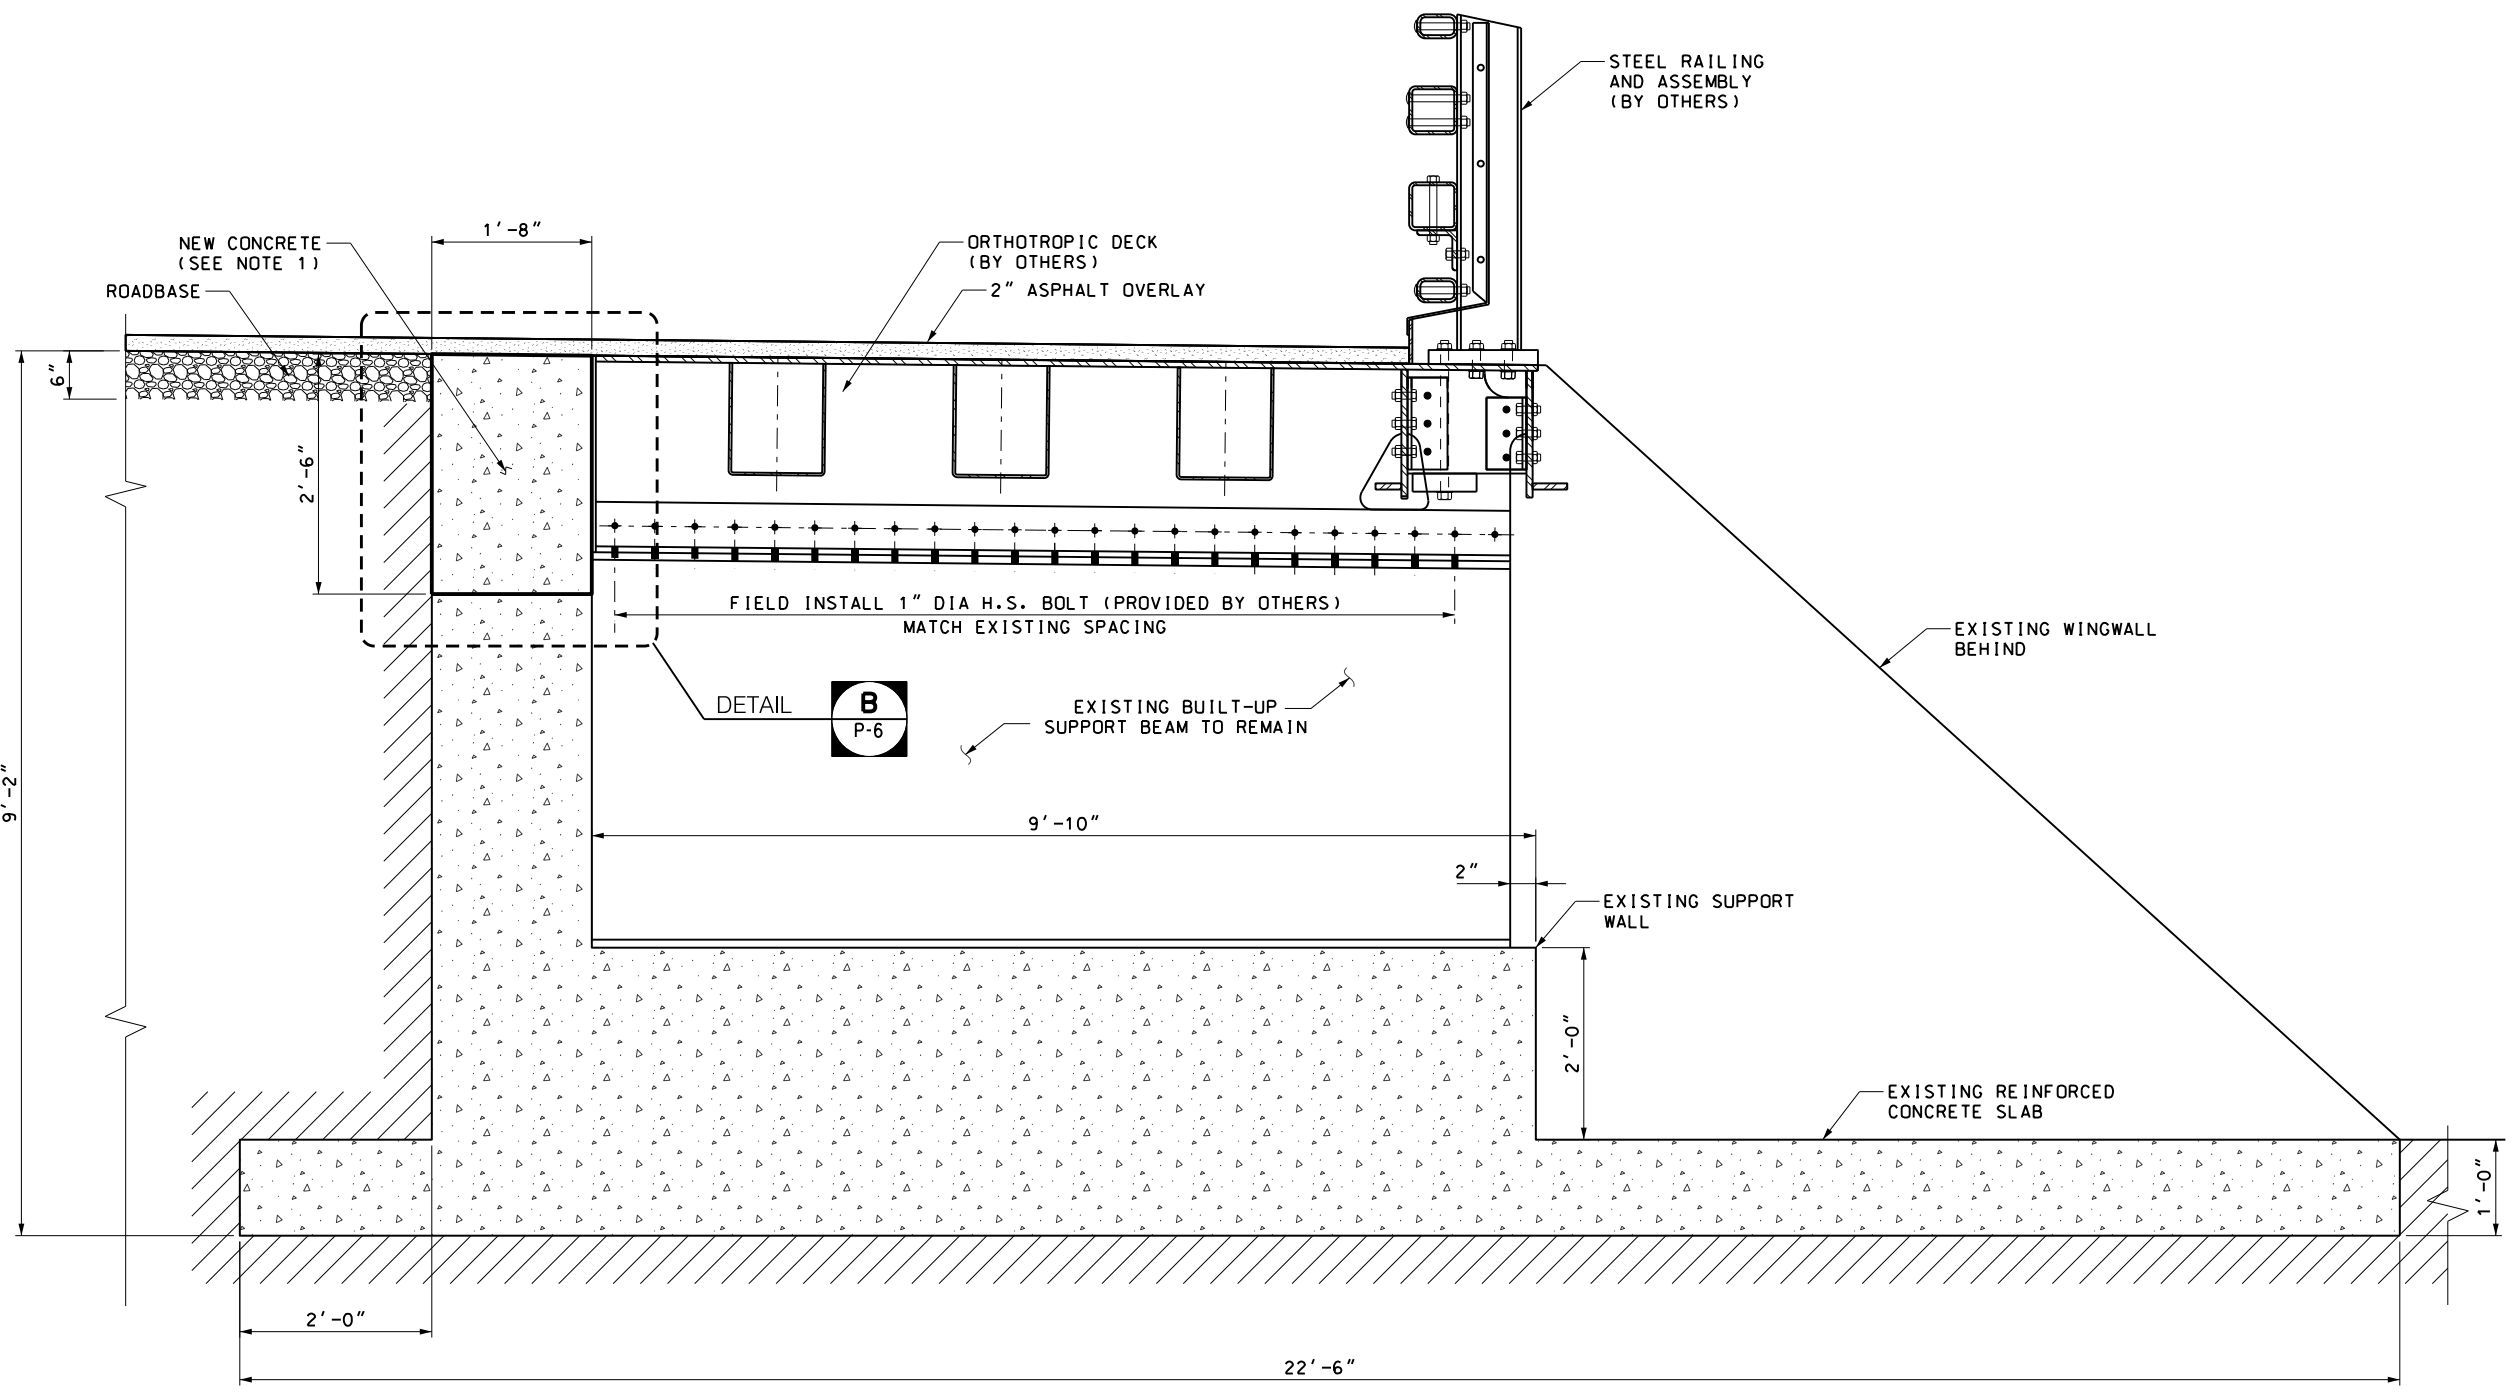 STEEL RAILING
AND ASSEMBLY
(BY OTHERS)
1'-8"
NEW CONCRETE
(SEE NOTE 1)
ORTHOTROPIC DECK
(BY OTHERS)
ROADBASE
2" ASPHALT OVERLAY
6"
2'-6"
FIELD INSTALL 1" DIA H.S. BOLT (PROVIDED BY OTHERS)
MATCH EXISTING SPACING
EXISTING WINGWALL
BEHIND
DETAIL
B
P-6
EXISTING BUILT-UP
SUPPORT BEAM TO REMAIN
9'-2"
9'-10"
2"
EXISTING SUPPORT
WALL
2'-0"
EXISTING REINFORCED
CONCRETE SLAB
1'-0"
2'-0"
22'-6"